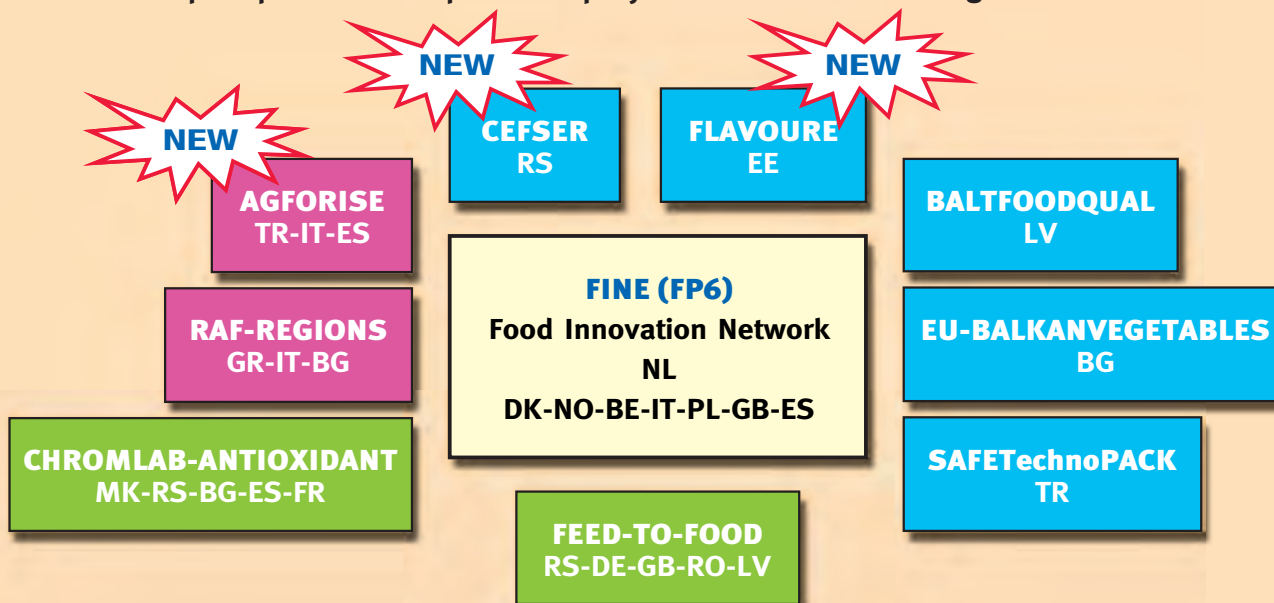 NEW
NEW
NEW
CEFSER
RS
FLAVOURE
EE
AGFORISE
TR-IT-ES
BALTFOODQUAL
LV
FINE (FP6)
Food Innovation Network
NL
DK-NO-BE-IT-PL-GB-ES
RAF-REGIONS
GR-IT-BG
EU-BALKANVEGETABLES
BG
CHROMLAB-ANTIOXIDANT
MK-RS-BG-ES-FR
SAFETechnoPACK
TR
FEED-TO-FOOD
RS-DE-GB-RO-LV